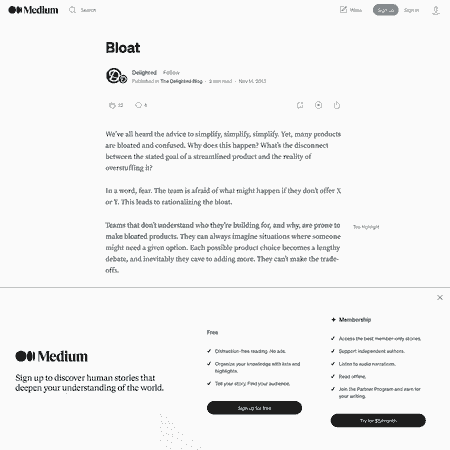 Medium
Search
Write
Sign up
Sign in
Bloat
Delighted · Follow
Published in The Delighted Blog · 2 min read · Nov 14, 2013
We've all heard the advice to simplify, simplify, simplify. Yet, many products
are bloated and confused. Why does this happen? What's the disconnect
between the stated goal of a streamlined product and the reality of
overstuffing it?
In a word, fear. The team is afraid of what might happen if they don't offer X
or Y. This leads to rationalizing the bloat.
Teams that don't understand who they're building for, and why, are prone to
Top highlight
make bloated products. They can always imagine situations where someone
might need a given option. Each possible product choice becomes a lengthy
debate, and inevitably they cave to adding more. They can't make the trade-
offs.
Medium
Sign up to discover human stories that
deepen your understanding of the world.
Free
Distraction-free reading. No ads.
Organize your knowledge with lists and
highlights.
Tell your story. Find your audience.
Sign up for free
Membership
Access the best member-only stories.
Support independent authors.
Listen to audio narrations.
Read offline.
Join the Partner Program and earn for
your writing.
Try for $5/month